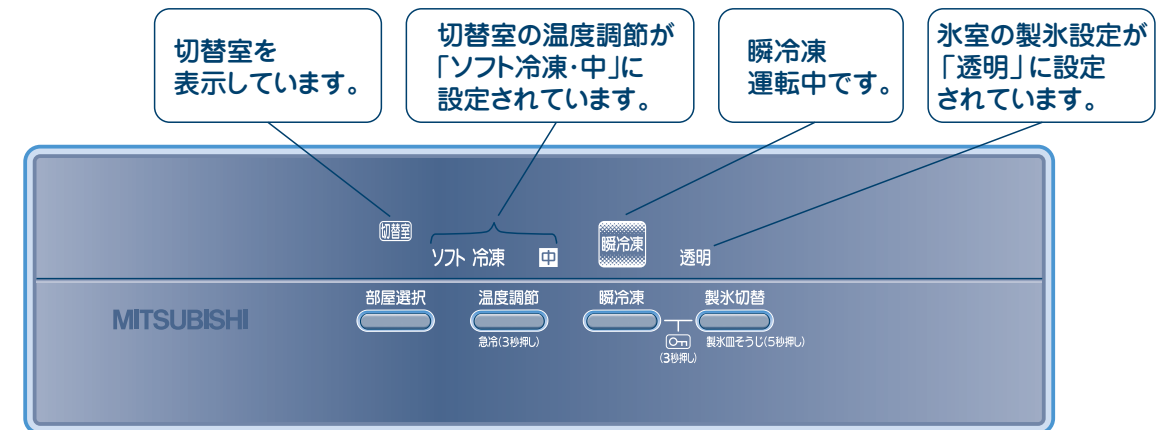 切替室を
表示しています。
切替室の温度調節が
「ソフト冷凍・中」に
設定されています。
瞬冷凍
運転中です。
氷室の製氷設定が
「透明」に設定
されています。
切替室
ソフト 冷凍 中
瞬冷凍
透明
MITSUBISHI
部屋選択
温度調節
急冷(3秒押し)
瞬冷凍
製氷切替
(3秒押し)
製氷皿そうじ(5秒押し)